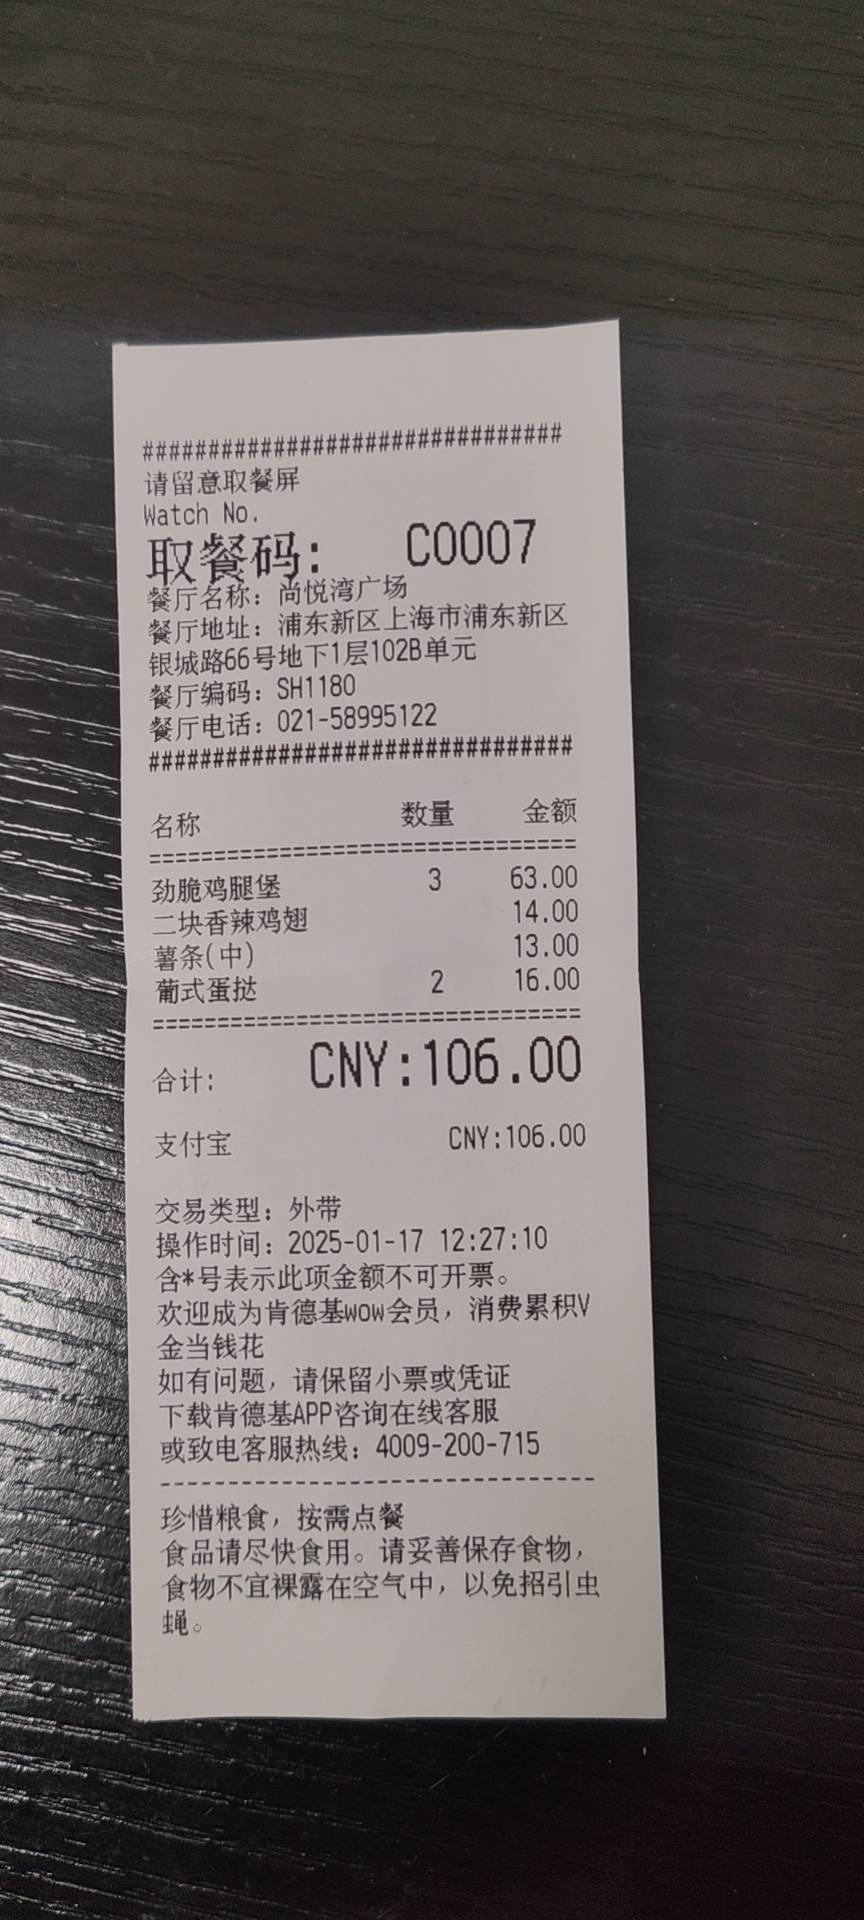 ################################
请留意取餐屏
Watch No.
取餐码: C0007
餐厅名称: 尚悦湾广场
餐厅地址: 浦东新区上海市浦东新区
银城路66号地下1层102B单元
餐厅编码: SH1180
餐厅电话: 021-58995122
################################
名称 数量 金额
================================
劲脆鸡腿堡 3 63.00
二块香辣鸡翅 14.00
薯条(中) 13.00
葡式蛋挞 2 16.00
================================
合计: CNY:106.00
支付宝 CNY:106.00
交易类型: 外带
操作时间: 2025-01-17 12:27:10
含*号表示此项金额不可开票。
欢迎成为肯德基wow会员，消费累积V
金当钱花
如有问题，请保留小票或凭证
下载肯德基APP咨询在线客服
或致电客服热线: 4009-200-715
--------------------------------
珍惜粮食，按需点餐
食品请尽快食用。请妥善保存食物，
食物不宜裸露在空气中，以免招引虫
蝇。